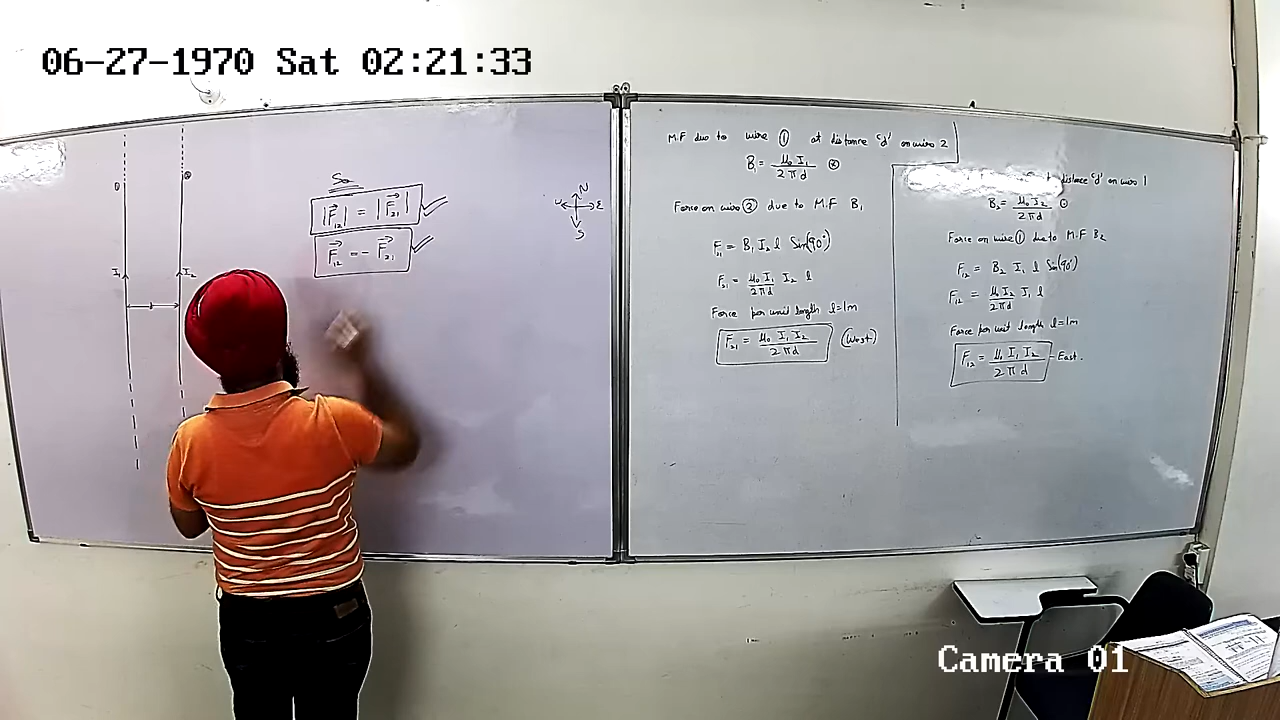 06-27-1970 Sat 02:21:33
I₁
I₂
So
|F⃗₁₂| = |F⃗₂₁|
F⃗₁₂ = - F⃗₂₁
N
E
S
M.F due to wire ① at distance "d" on wire 2
B₁ = μ₀ I₁ / 2πd ⊗
Force on wire ② due to M.F B₁
F₂₁ = B₁ I₂ l Sin(90°)
F₂₁ = μ₀ I₁ / 2πd I₂ l
Force per unit length l=1m
F₂₁ = μ₀ I₁ I₂ / 2πd (West)
distance "d" on wire 1
B₂ = μ₀ I₂ / 2πd
Force on wire ① due to M.F B₂
F₁₂ = B₂ I₁ l Sin(90°)
F₁₂ = μ₀ I₂ / 2πd I₁ l
Force per unit length l=1m
F₁₂ = μ₀ I₁ I₂ / 2πd East.
Camera 01